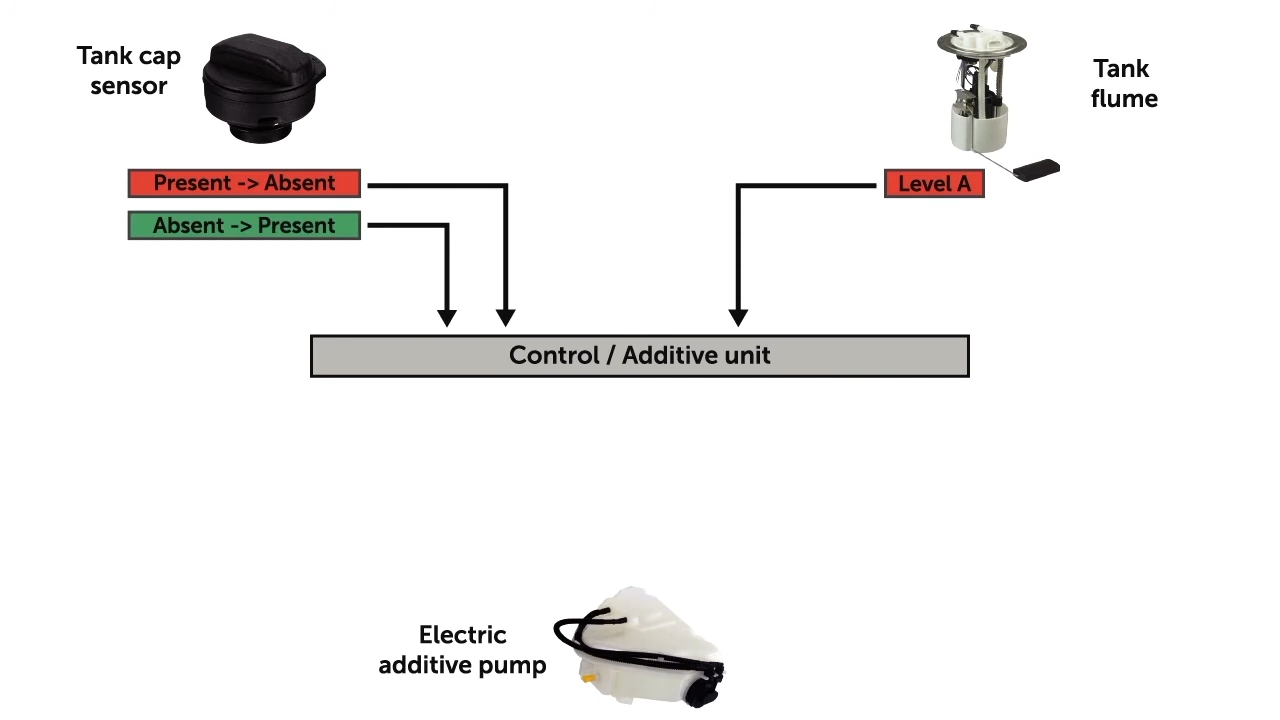 Tank cap
sensor
Tank
flume
Present -> Absent
Level A
Absent -> Present
Control / Additive unit
Electric
additive pump